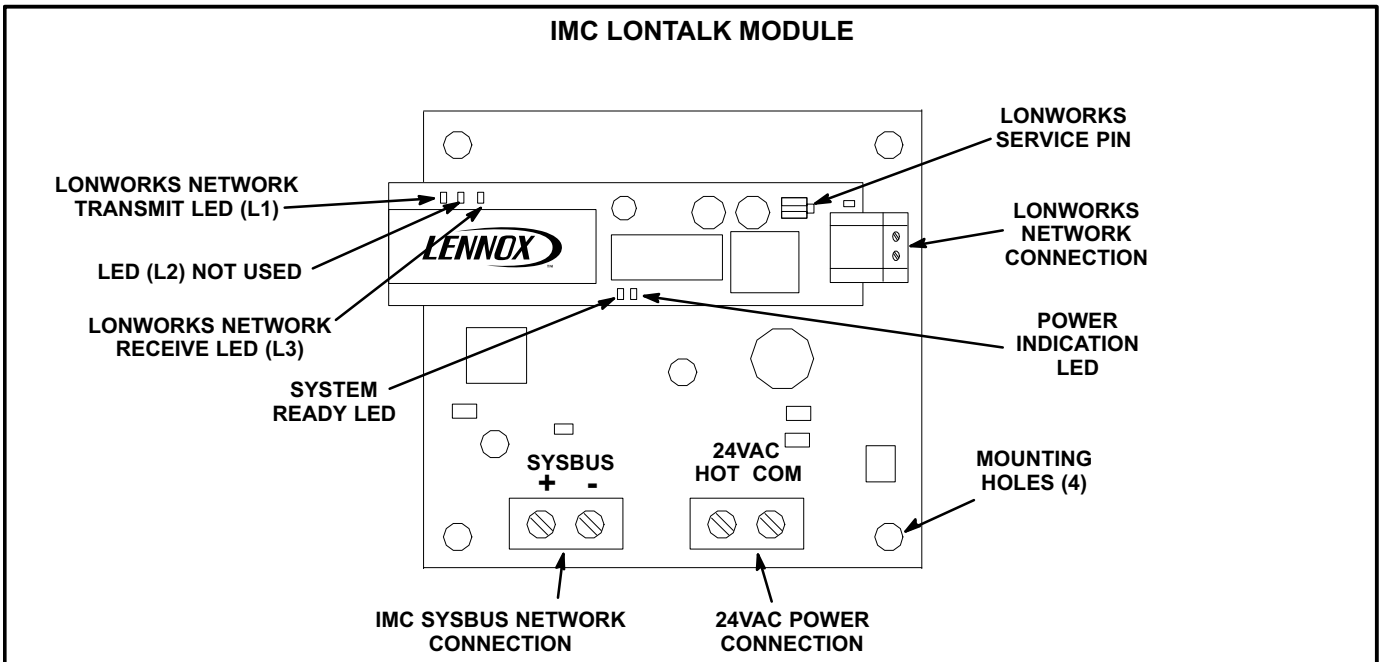 IMC LONTALK MODULE
LONWORKS
SERVICE PIN
LONWORKS NETWORK
TRANSMIT LED (L1)
LONWORKS
NETWORK
CONNECTION
LENNOX
™
LED (L2) NOT USED
LONWORKS NETWORK
RECEIVE LED (L3)
POWER
INDICATION
LED
SYSTEM
READY LED
SYSBUS
+ -
24VAC
HOT COM
MOUNTING
HOLES (4)
IMC SYSBUS NETWORK
CONNECTION
24VAC POWER
CONNECTION